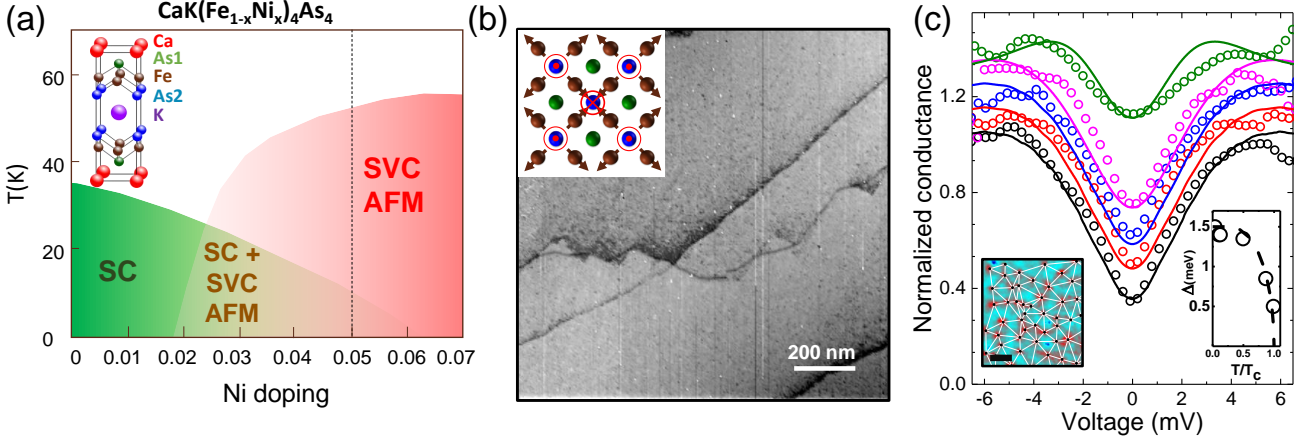 (a)
CaK(Fe1-xNix)4As4
Ca
As1
Fe
As2
K
SVC
AFM
SC
SC +
SVC
AFM
T(K)
60
40
20
0
0
0.01
0.02
0.03
0.04
0.05
0.06
0.07
Ni doping
(b)
200 nm
(c)
Normalized conductance
1.2
0.8
0.4
0.0
-6
-4
-2
0
2
4
6
Voltage (mV)
Δ(meV)
1.5
1
0.5
0.0
0.5
1.0
T/Tc